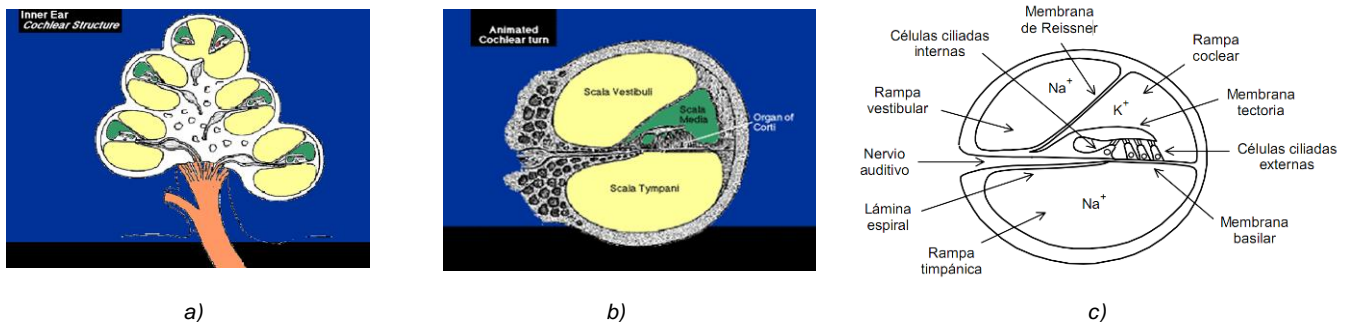 Inner Ear
Cochlear Structure
a)
Animated
Cochlear turn
Scala Vestibuli
Scala
Media
Organ of
Corti
Scala Tympani
b)
Membrana
de Reissner
Células ciliadas
internas
Rampa
coclear
Na+
Rampa
vestibular
K+
Membrana
tectoria
Nervio
auditivo
Células ciliadas
externas
Lámina
espiral
Na+
Membrana
basilar
Rampa
timpánica
c)